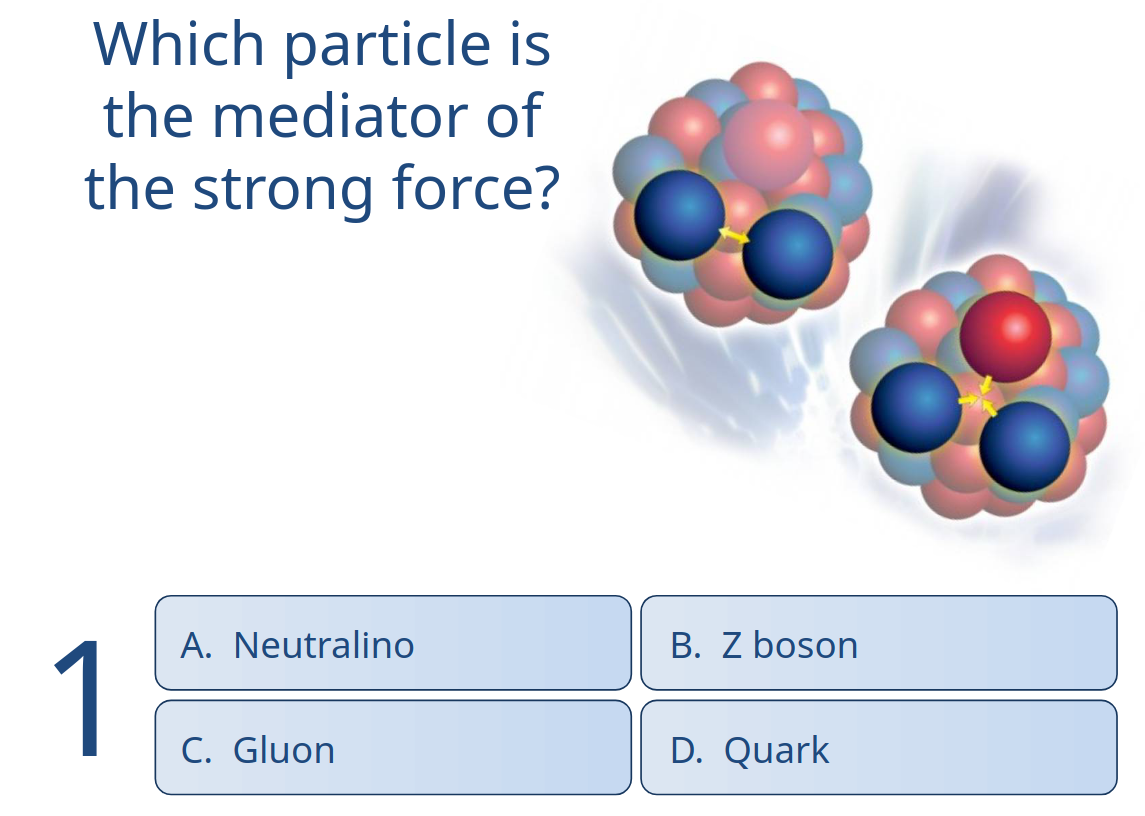 Which particle is
the mediator of
the strong force?
1
A. Neutralino
B. Z boson
C. Gluon
D. Quark